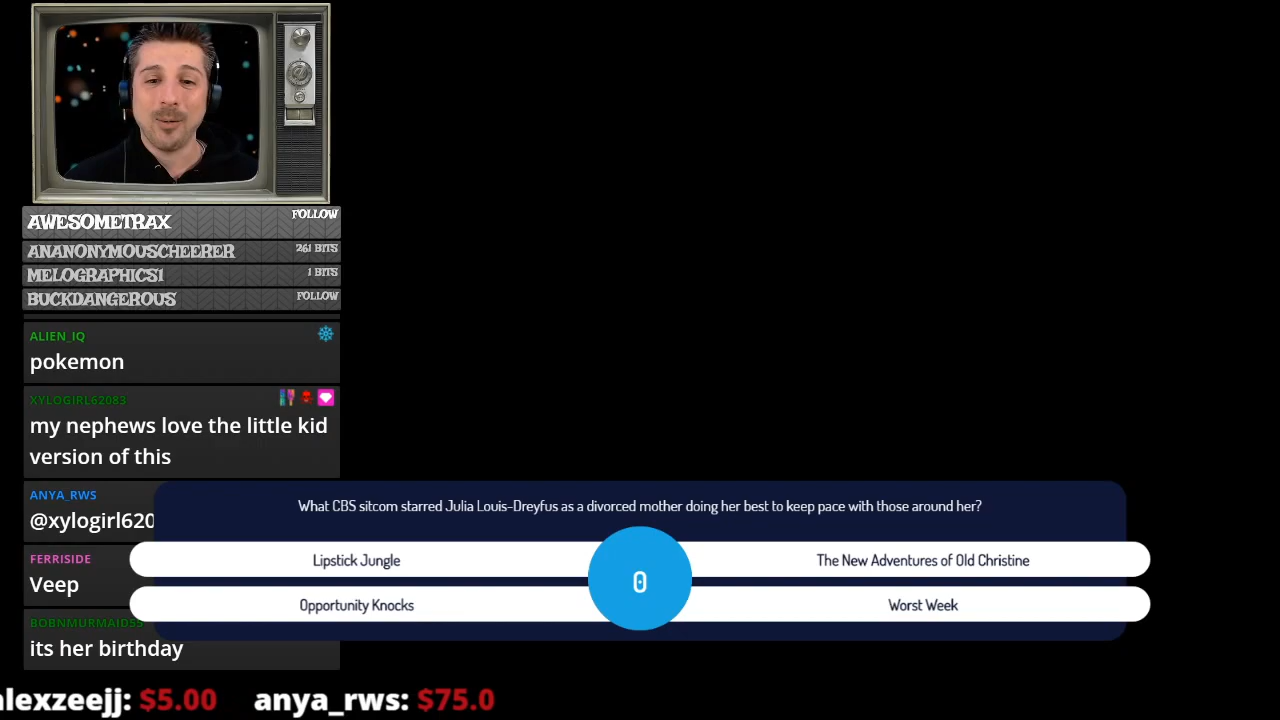 AWESOMETRAX FOLLOW
ANANONYMOUSCHEERER 261 BITS
MELOGRAPHICS1 1 BITS
BUCKDANGEROUS FOLLOW
ALIEN_IQ
pokemon
XYLOGIRL62083
my nephews love the little kid
version of this
ANYA_RWS
@xylogirl620
FERRISIDE
Veep
BOBNMURMAID55
its her birthday
What CBS sitcom starred Julia Louis-Dreyfus as a divorced mother doing her best to keep pace with those around her?
Lipstick Jungle
The New Adventures of Old Christine
0
Opportunity Knocks
Worst Week
alexzeejj: $5.00 anya_rws: $75.0